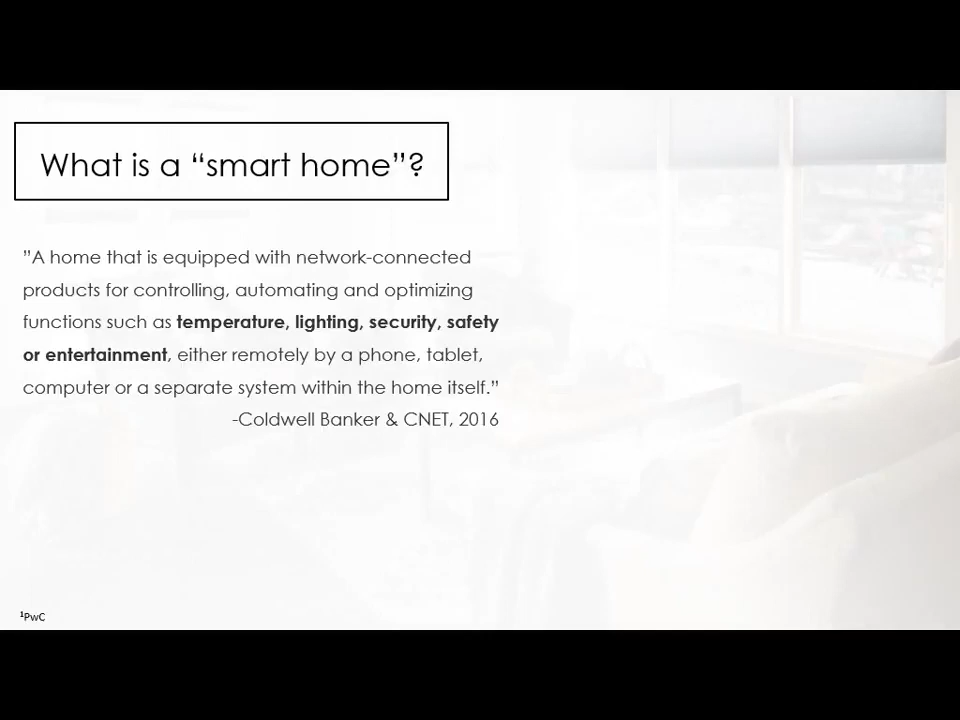 What is a “smart home”?
”A home that is equipped with network-connected
products for controlling, automating and optimizing
functions such as temperature, lighting, security, safety
or entertainment, either remotely by a phone, tablet,
computer or a separate system within the home itself.”
-Coldwell Banker & CNET, 2016
¹PwC